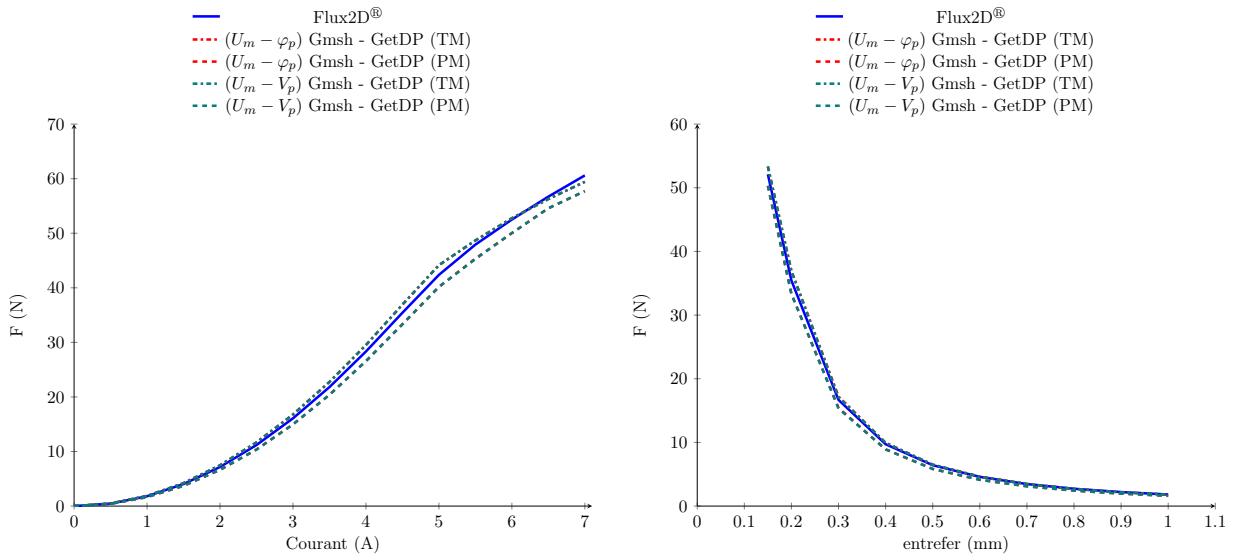 Flux2D®
(U_m − φ_p) Gmsh - GetDP (TM)
(U_m − φ_p) Gmsh - GetDP (PM)
(U_m − V_p) Gmsh - GetDP (TM)
(U_m − V_p) Gmsh - GetDP (PM)
70
60
50
40
30
20
10
0
F (N)
0 1 2 3 4 5 6 7
Courant (A)
Flux2D®
(U_m − φ_p) Gmsh - GetDP (TM)
(U_m − φ_p) Gmsh - GetDP (PM)
(U_m − V_p) Gmsh - GetDP (TM)
(U_m − V_p) Gmsh - GetDP (PM)
60
50
40
30
20
10
0
F (N)
0 0.1 0.2 0.3 0.4 0.5 0.6 0.7 0.8 0.9 1 1.1
entrefer (mm)